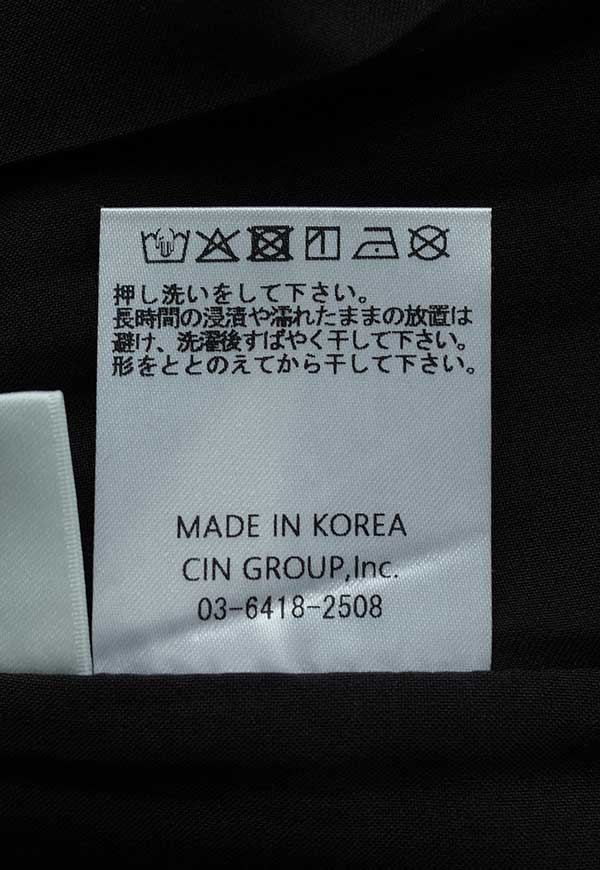 押し洗いをして下さい。
長時間の浸漬や濡れたままの放置は
避け、洗濯後すばやく干して下さい。
形をととのえてから干して下さい。
MADE IN KOREA
CIN GROUP,Inc.
03-6418-2508